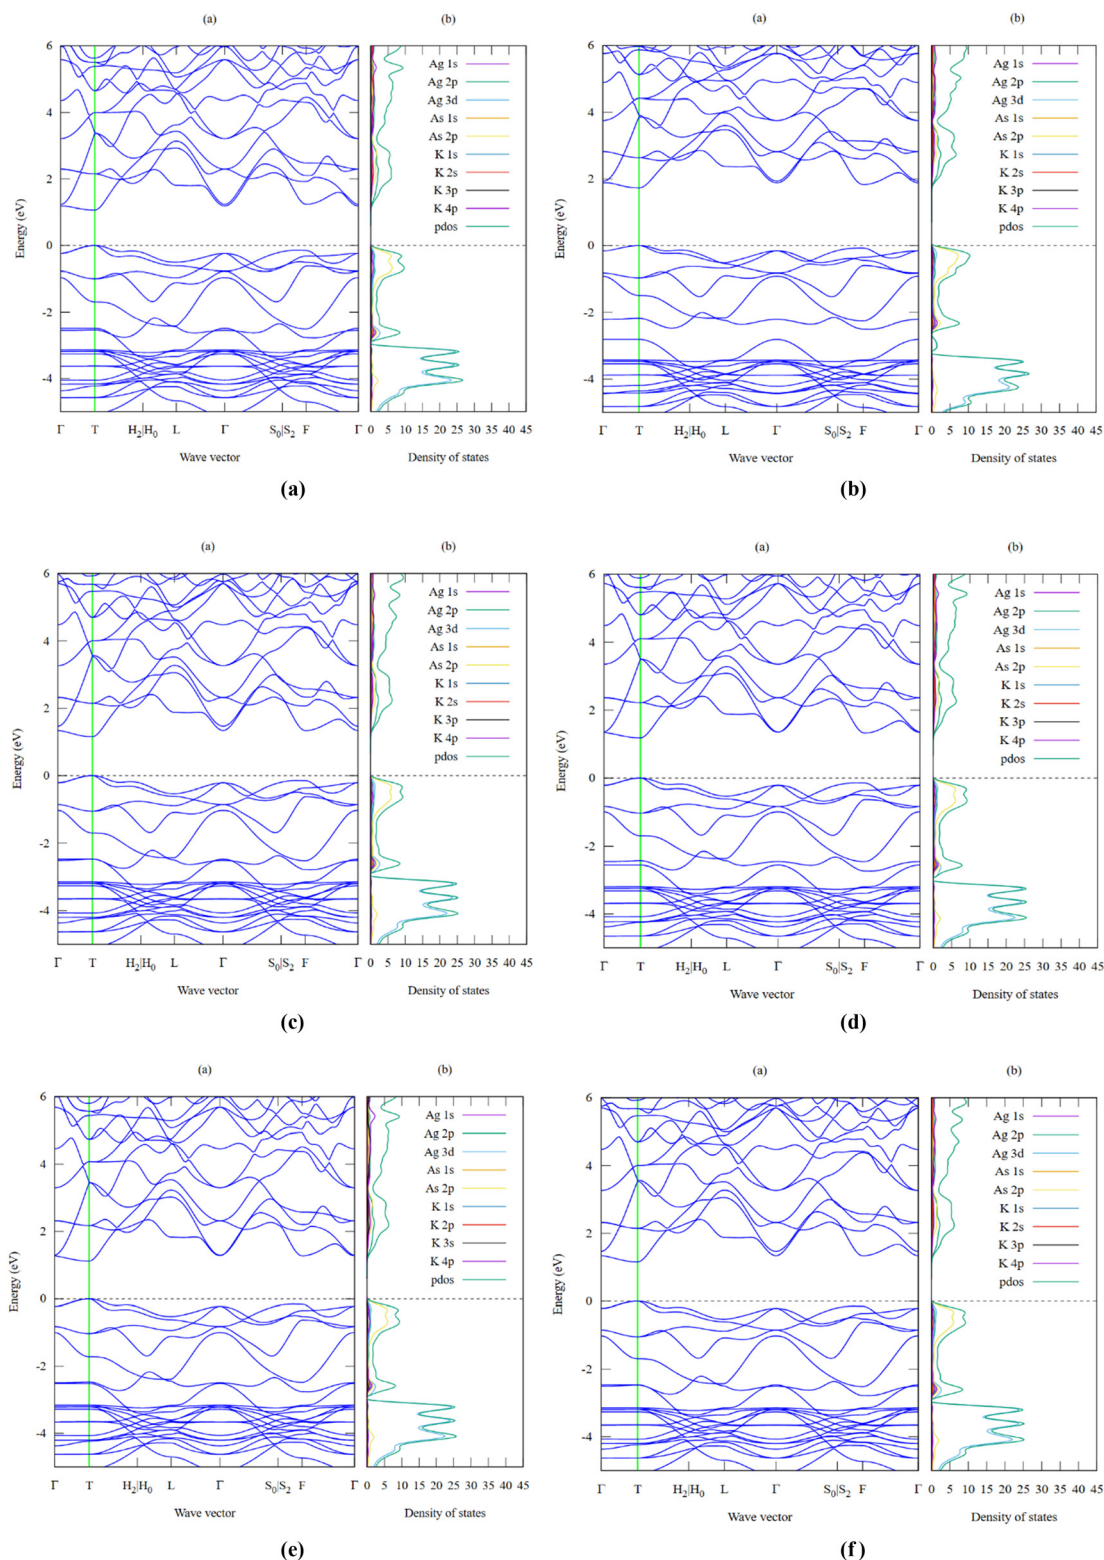 (a) (b)
6
4
2
0
-2
-4
Energy (eV)
Ag 1s
Ag 2p
Ag 3d
As 1s
As 2p
K 1s
K 2s
K 3p
K 4p
pdos
Γ T H₂|H₀ L Γ S₀|S₂ F Γ 0 5 10 15 20 25 30 35 40 45
Wave vector Density of states
(a)
(a) (b)
6
4
2
0
-2
-4
Energy (eV)
Ag 1s
Ag 2p
Ag 3d
As 1s
As 2p
K 1s
K 2s
K 3p
K 4p
pdos
Γ T H₂|H₀ L Γ S₀|S₂ F Γ 0 5 10 15 20 25 30 35 40 45
Wave vector Density of states
(b)
(a) (b)
6
4
2
0
-2
-4
Energy (eV)
Ag 1s
Ag 2p
Ag 3d
As 1s
As 2p
K 1s
K 2s
K 3p
K 4p
pdos
Γ T H₂|H₀ L Γ S₀|S₂ F Γ 0 5 10 15 20 25 30 35 40 45
Wave vector Density of states
(c)
(a) (b)
6
4
2
0
-2
-4
Energy (eV)
Ag 1s
Ag 2p
Ag 3d
As 1s
As 2p
K 1s
K 2s
K 3p
K 4p
pdos
Γ T H₂|H₀ L Γ S₀|S₂ F Γ 0 5 10 15 20 25 30 35 40 45
Wave vector Density of states
(d)
(a) (b)
6
4
2
0
-2
-4
Energy (eV)
Ag 1s
Ag 2p
Ag 3d
As 1s
As 2p
K 1s
K 2p
K 3s
K 4p
pdos
Γ T H₂|H₀ L Γ S₀|S₂ F Γ 0 5 10 15 20 25 30 35 40 45
Wave vector Density of states
(e)
(a) (b)
6
4
2
0
-2
-4
Energy (eV)
Ag 1s
Ag 2p
Ag 3d
As 1s
As 2p
K 1s
K 2s
K 3p
K 4p
pdos
Γ T H₂|H₀ L Γ S₀|S₂ F Γ 0 5 10 15 20 25 30 35 40 45
Wave vector Density of states
(f)